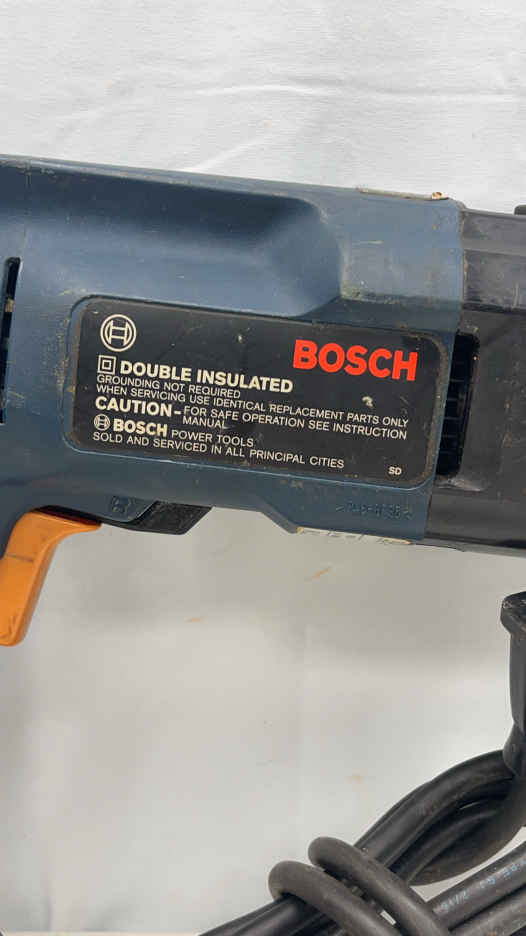 BOSCH
DOUBLE INSULATED
GROUNDING NOT REQUIRED
WHEN SERVICING USE IDENTICAL REPLACEMENT PARTS ONLY
CAUTION-FOR SAFE OPERATION SEE INSTRUCTION
MANUAL
BOSCH POWER TOOLS
SOLD AND SERVICED IN ALL PRINCIPAL CITIES
SD